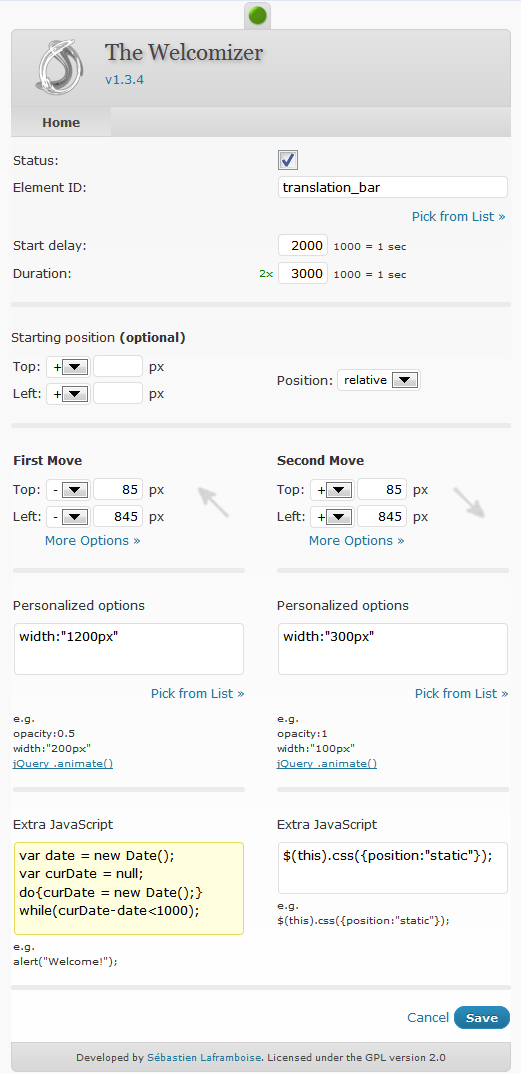 The Welcomizer
v1.3.4
Home
Status:
Element ID: translation_bar
Pick from List »
Start delay: 2000 1000 = 1 sec
Duration: 2x 3000 1000 = 1 sec
Starting position (optional)
Top: + px
Left: + px
Position: relative
First Move
Top: - 85 px
Left: - 845 px
More Options »
Second Move
Top: + 85 px
Left: + 845 px
More Options »
Personalized options
width:"1200px"
Pick from List »
e.g.
opacity:0.5
width:"200px"
jQuery .animate()
Personalized options
width:"300px"
Pick from List »
e.g.
opacity:1
width:"100px"
jQuery .animate()
Extra JavaScript
var date = new Date();
var curDate = null;
do{curDate = new Date();}
while(curDate-date<1000);
e.g.
alert("Welcome!");
Extra JavaScript
$(this).css({position:"static"});
e.g.
$(this).css({position:"static"});
Cancel Save
Developed by Sébastien Laframboise. Licensed under the GPL version 2.0